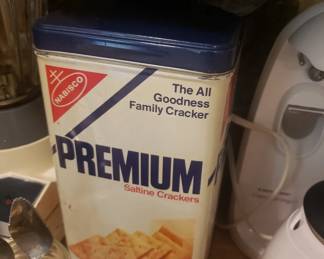 NABISCO
The All
Goodness
Family Cracker
PREMIUM
Saltine Crackers